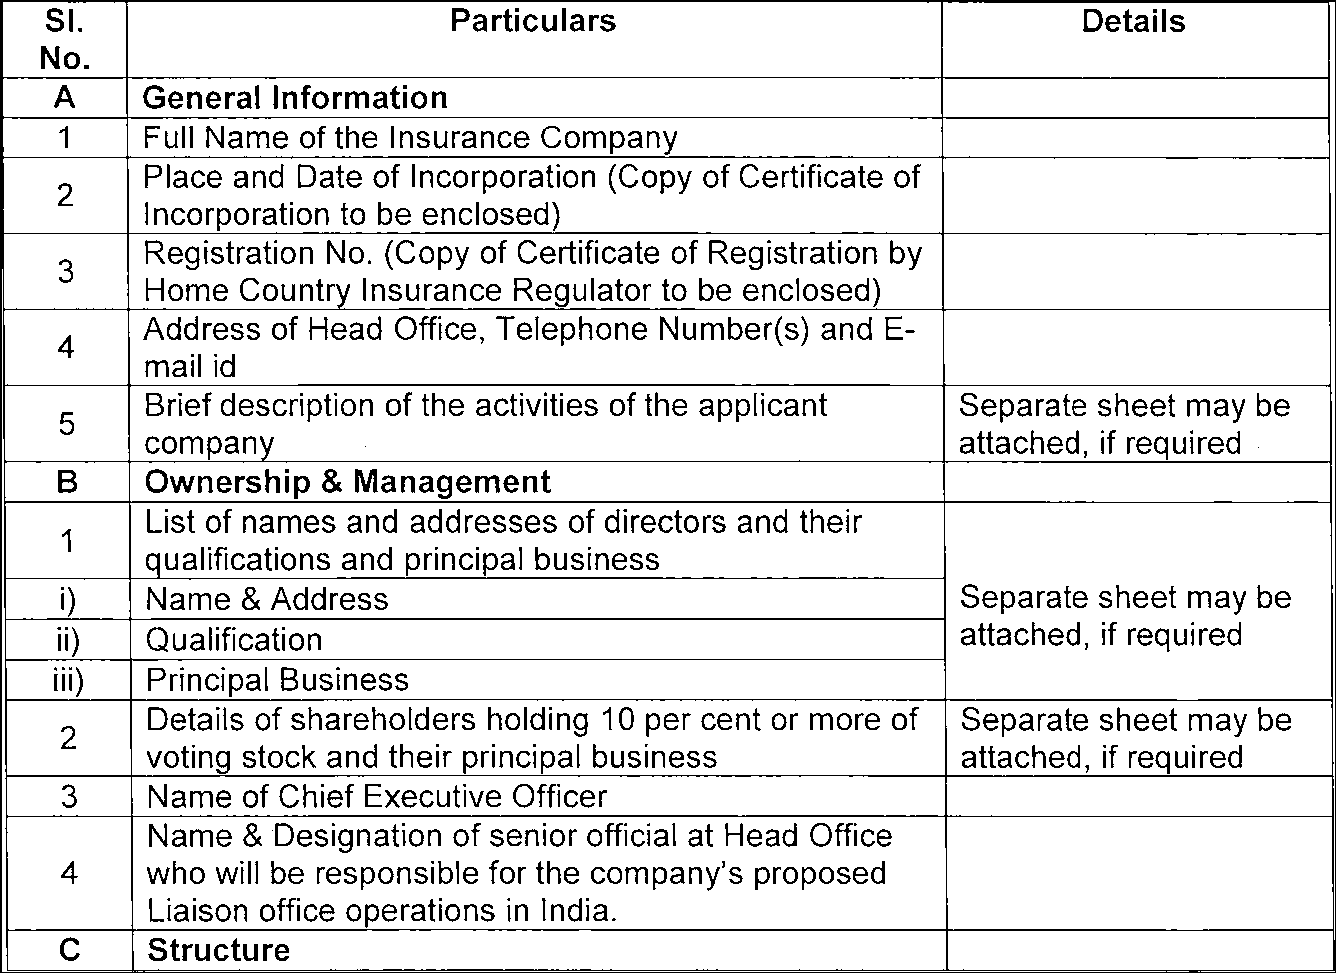 Sl. Particulars Details
No.
A General Information
1 Full Name of the Insurance Company
Place and Date of Incorporation (Copy of Certificate of
2
Incorporation to be enclosed)
Registration No. (Copy of Certificate of Registration by
3
Home Country Insurance Regulator to be enclosed)
Address of Head Office, Telephone Number(s) and E-
4
mail id
Brief description of the activities of the applicant Separate sheet may be
5
company attached, if required
B Ownership & Management
List of names and addresses of directors and their
1
qualifications and principal business
i) Name & Address Separate sheet may be
ii) Qualification attached, if required
iii) Principal Business
Details of shareholders holding 10 per cent or more of Separate sheet may be
2
voting stock and their principal business attached, if required
3 Name of Chief Executive Officer
Name & Designation of senior official at Head Office
4 who will be responsible for the company's proposed
Liaison office operations in India.
C Structure